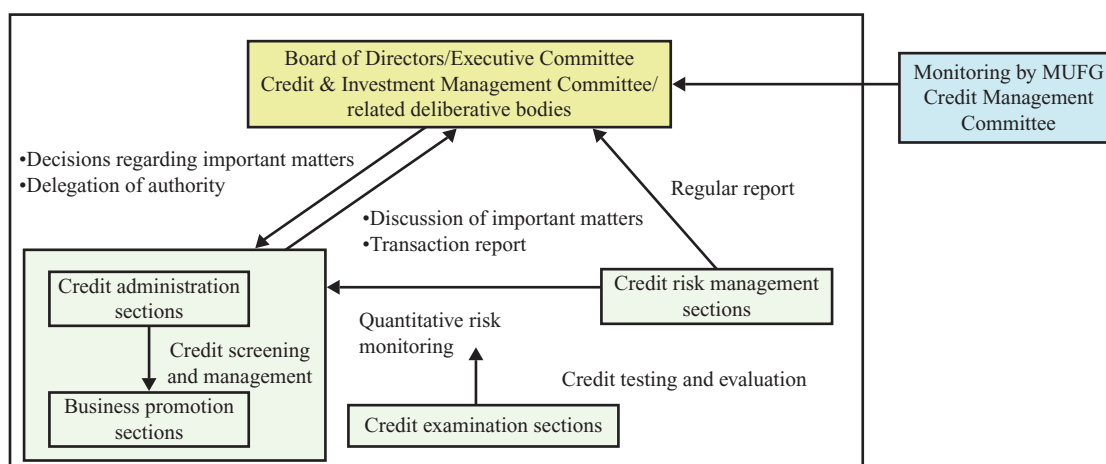 Board of Directors/Executive Committee
Credit & Investment Management Committee/
related deliberative bodies
Monitoring by MUFG
Credit Management
Committee
•Decisions regarding important matters
•Delegation of authority
Regular report
•Discussion of important matters
•Transaction report
Credit administration
sections
Credit risk management
sections
Quantitative risk
monitoring
Credit screening
and management
Credit testing and evaluation
Business promotion
sections
Credit examination sections